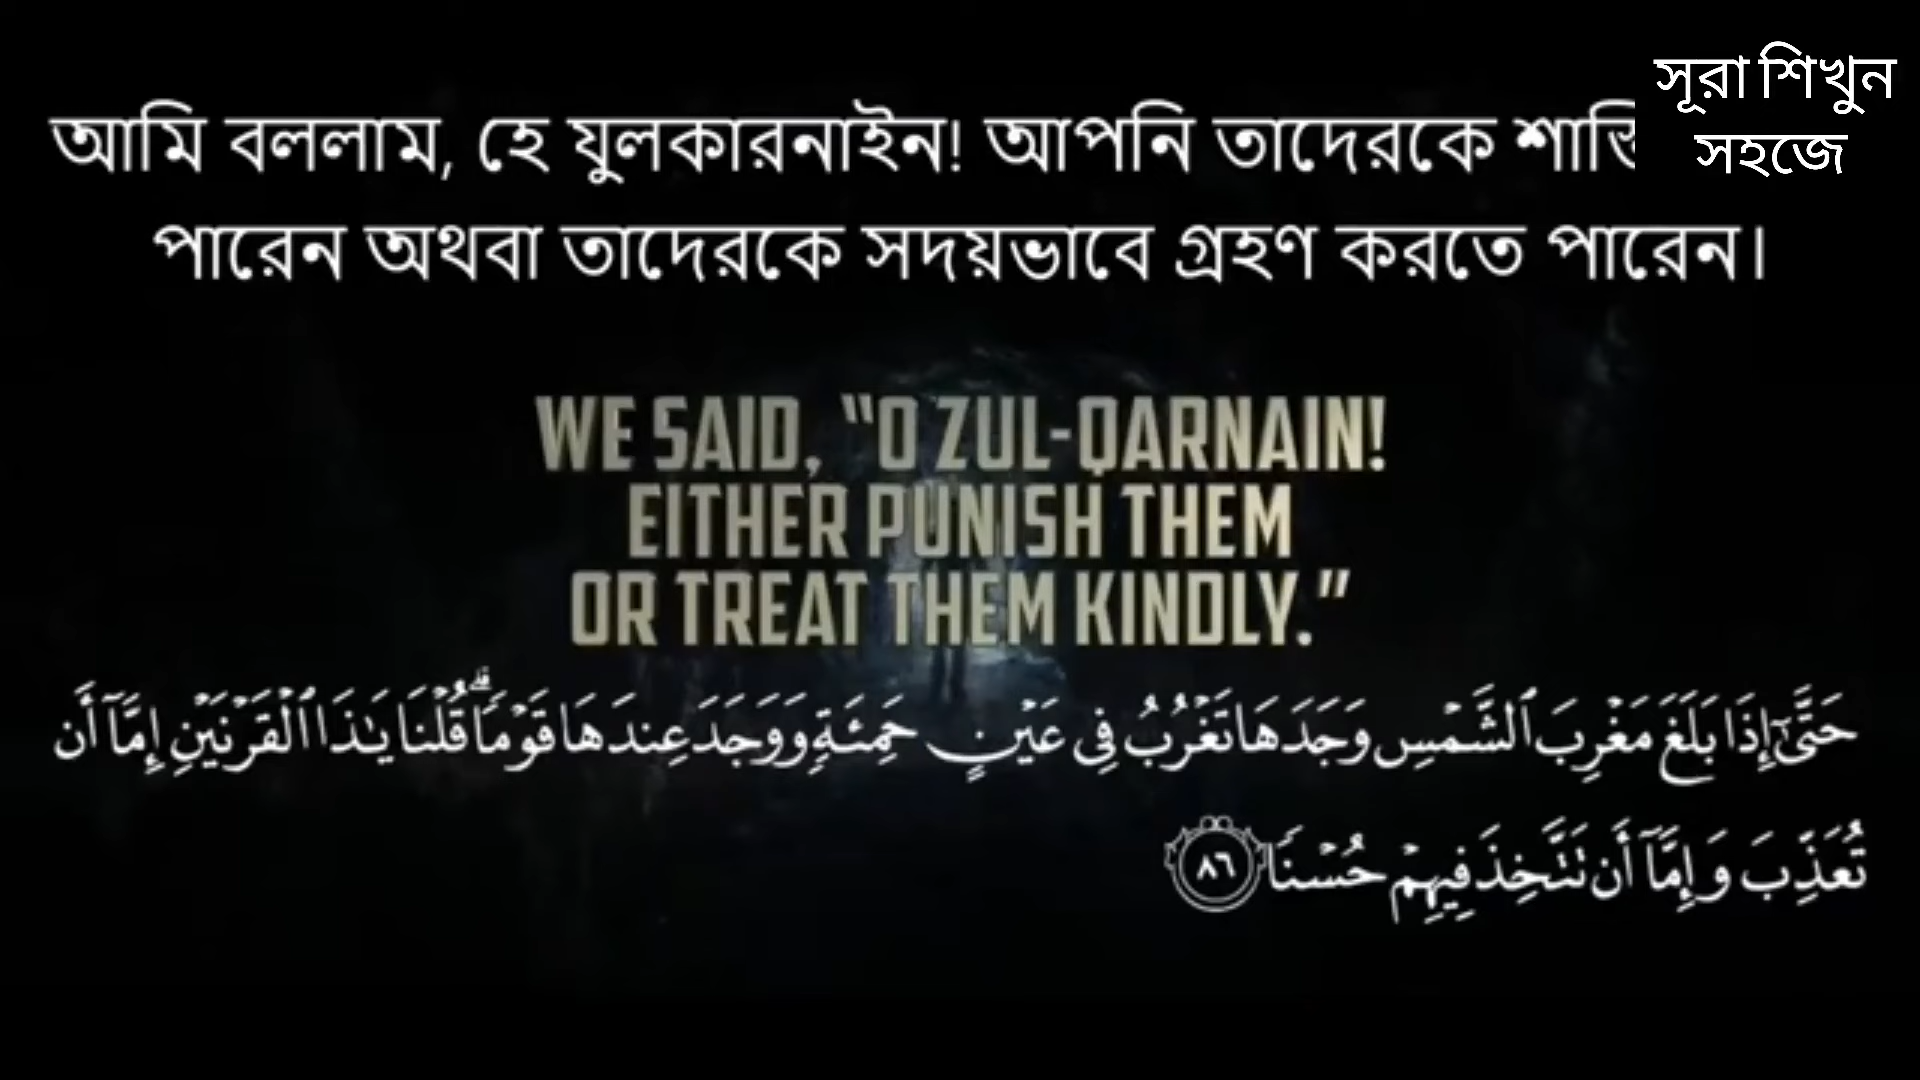 সূরা শিখুন
সহজে
আমি বললাম, হে যুলকারনাইন! আপনি তাদেরকে
পারেন অথবা তাদেরকে সদয়ভাবে গ্রহণ করতে পারেন।
WE SAID, “O ZUL-QARNAIN!
EITHER PUNISH THEM
OR TREAT THEM KINDLY.”
حَتَّىٰٓ إِذَا بَلَغَ مَغْرِبَ ٱلشَّمْسِ وَجَدَهَا تَغْرُبُ فِى عَيْنٍ حَمِئَةٍ وَوَجَدَ عِندَهَا قَوْمًا ۗ قُلْنَا يَـٰذَا ٱلْقَرْنَيْنِ إِمَّآ أَن
تُعَذِّبَ وَإِمَّآ أَن تَتَّخِذَ فِيهِمْ حُسْنًا ٨٦